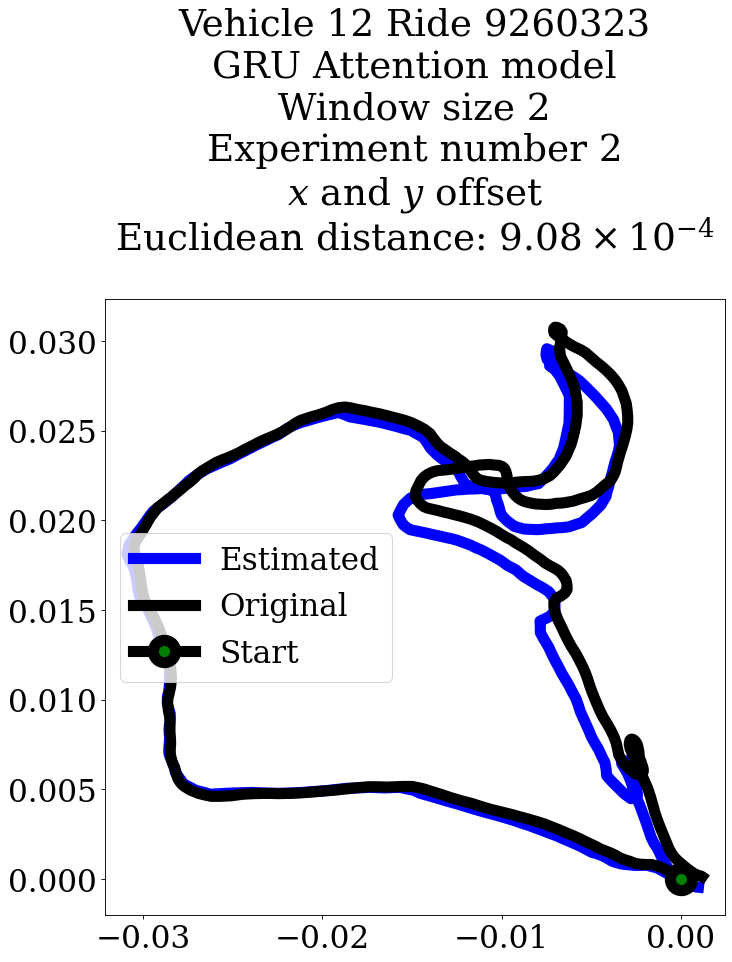 Vehicle 12 Ride 9260323
GRU Attention model
Window size 2
Experiment number 2
x and y offset
Euclidean distance: 9.08 × 10⁻⁴
0.030
0.025
0.020
0.015
0.010
0.005
0.000
Estimated
Original
Start
−0.03
−0.02
−0.01
0.00